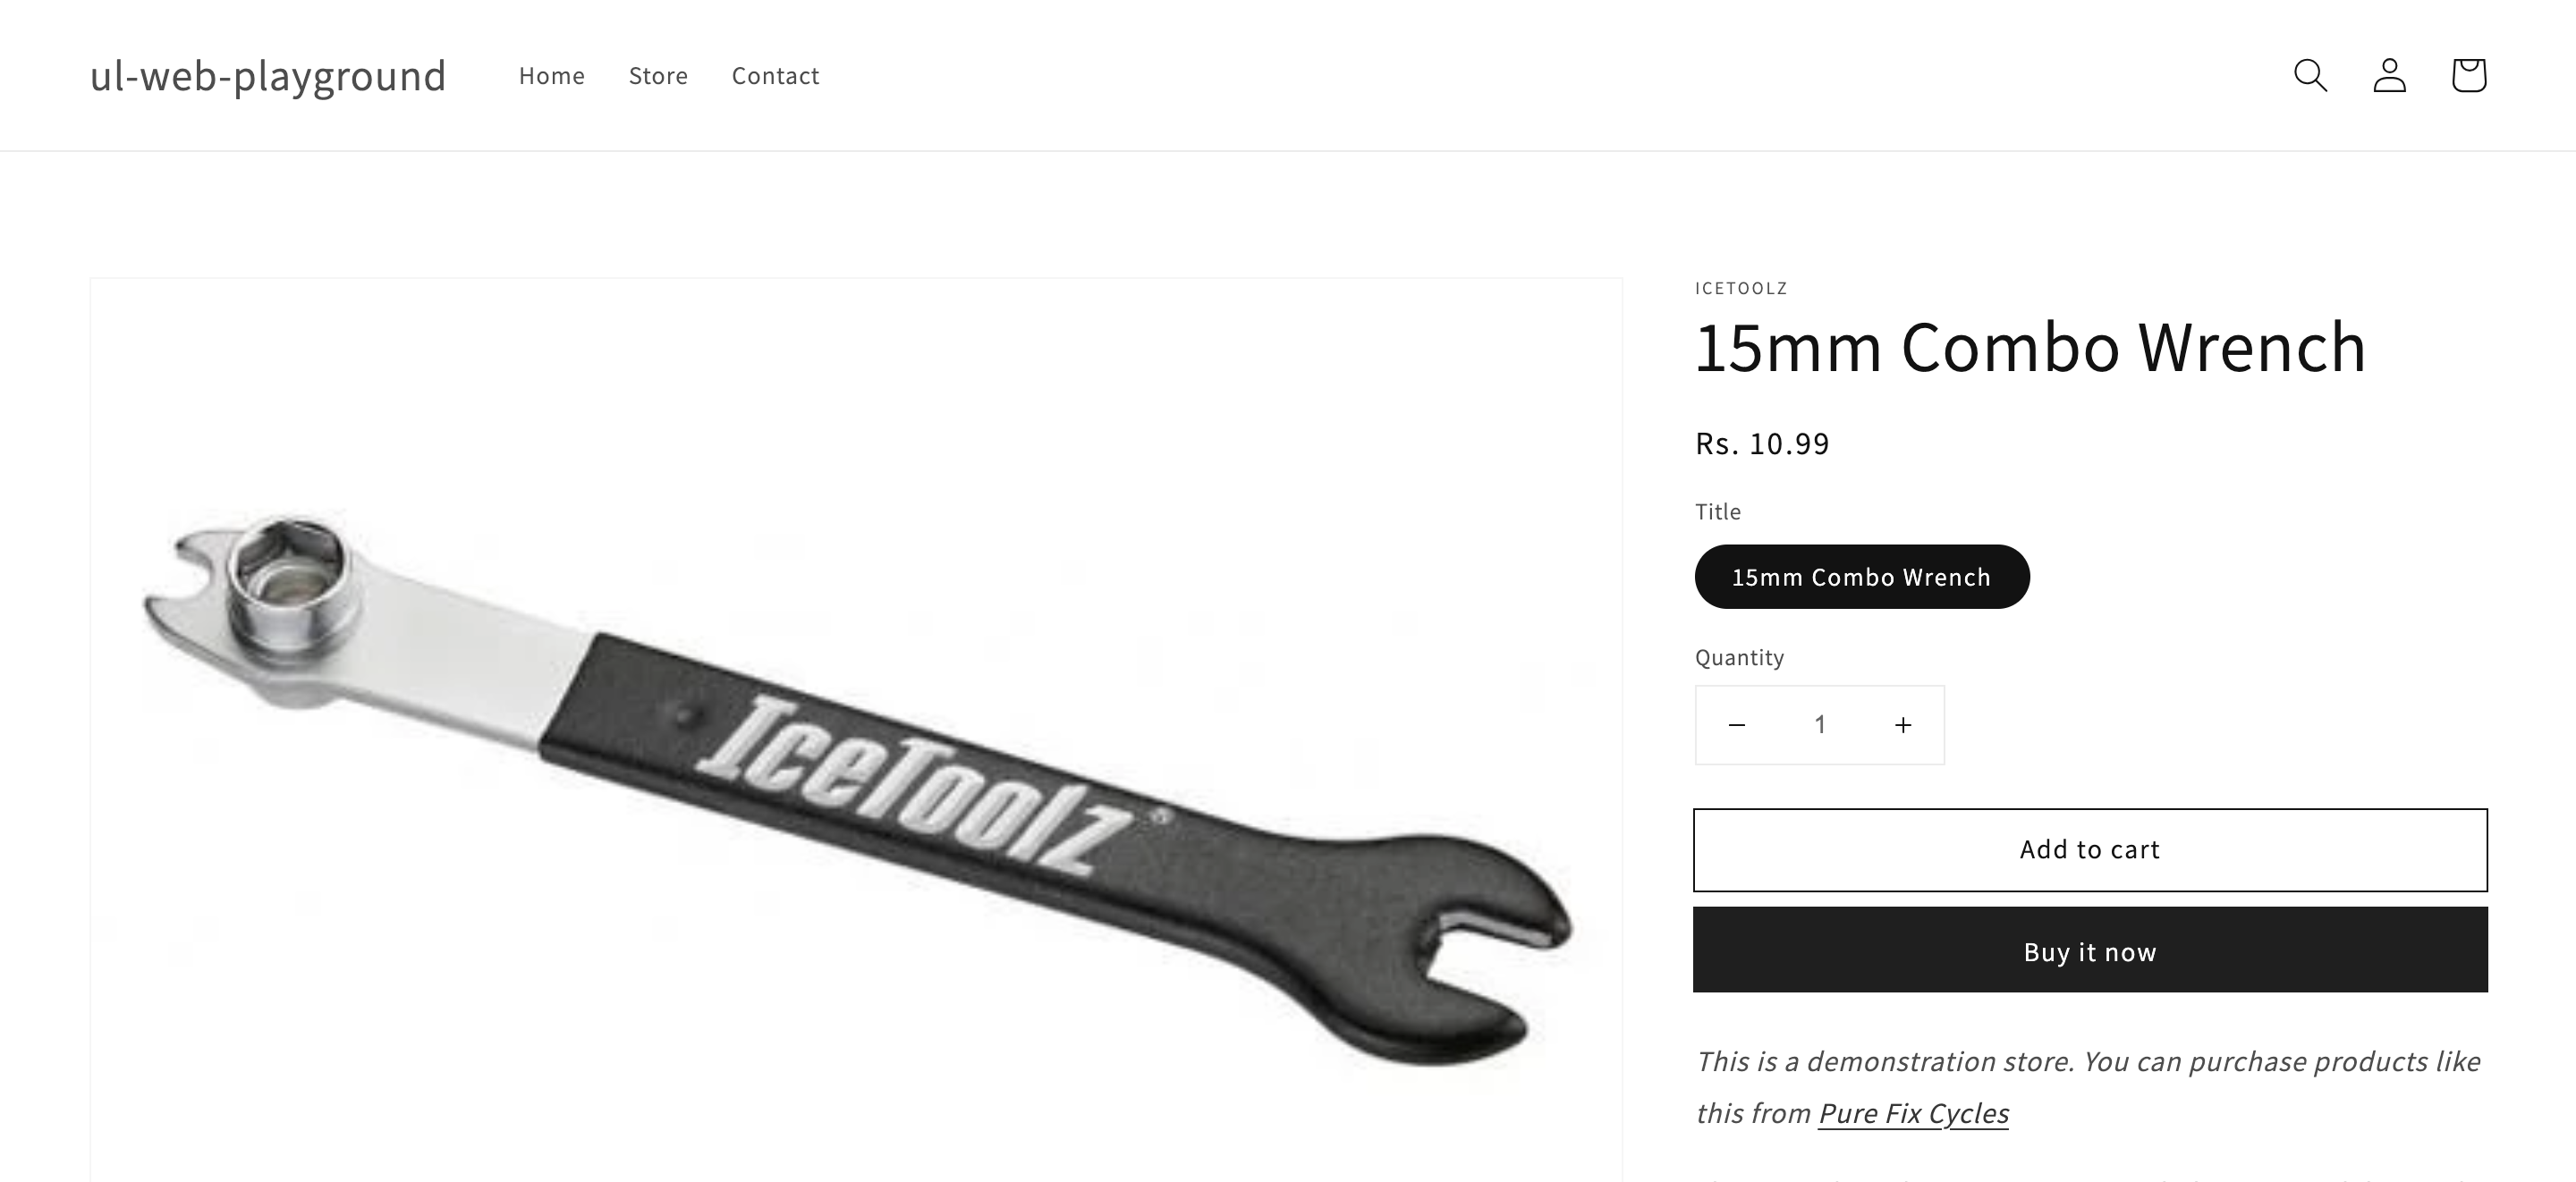 ul-web-playground
Home
Store
Contact
IceToolz®
ICETOOLZ
15mm Combo Wrench
Rs. 10.99
Title
15mm Combo Wrench
Quantity
− 1 +
Add to cart
Buy it now
This is a demonstration store. You can purchase products like
this from Pure Fix Cycles